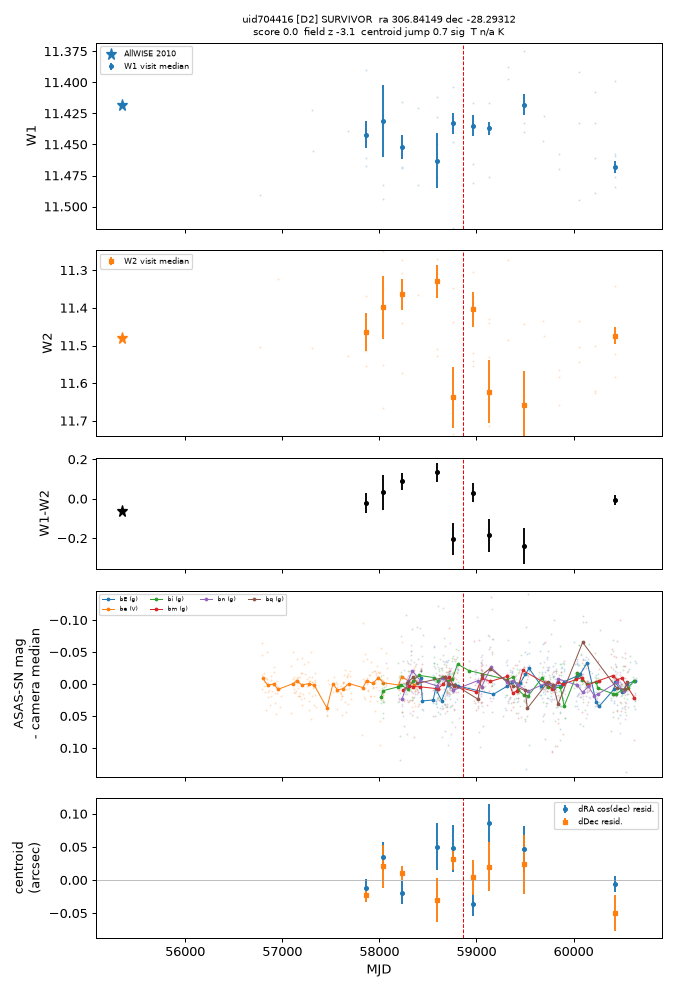 uid704416 [D2] SURVIVOR ra 306.84149 dec -28.29312
score 0.0 field z -3.1 centroid jump 0.7 sig T n/a K
AllWISE 2010
W1 visit median
W1
11.375
11.400
11.425
11.450
11.475
11.500
W2 visit median
W2
11.3
11.4
11.5
11.6
11.7
W1-W2
0.2
0.0
−0.2
bE (g)
be (V)
bi (g)
bm (g)
bn (g)
bq (g)
ASAS-SN mag
- camera median
−0.10
−0.05
0.00
0.05
0.10
dRA cos(dec) resid.
dDec resid.
centroid
(arcsec)
0.10
0.05
0.00
−0.05
56000
57000
58000
59000
60000
MJD